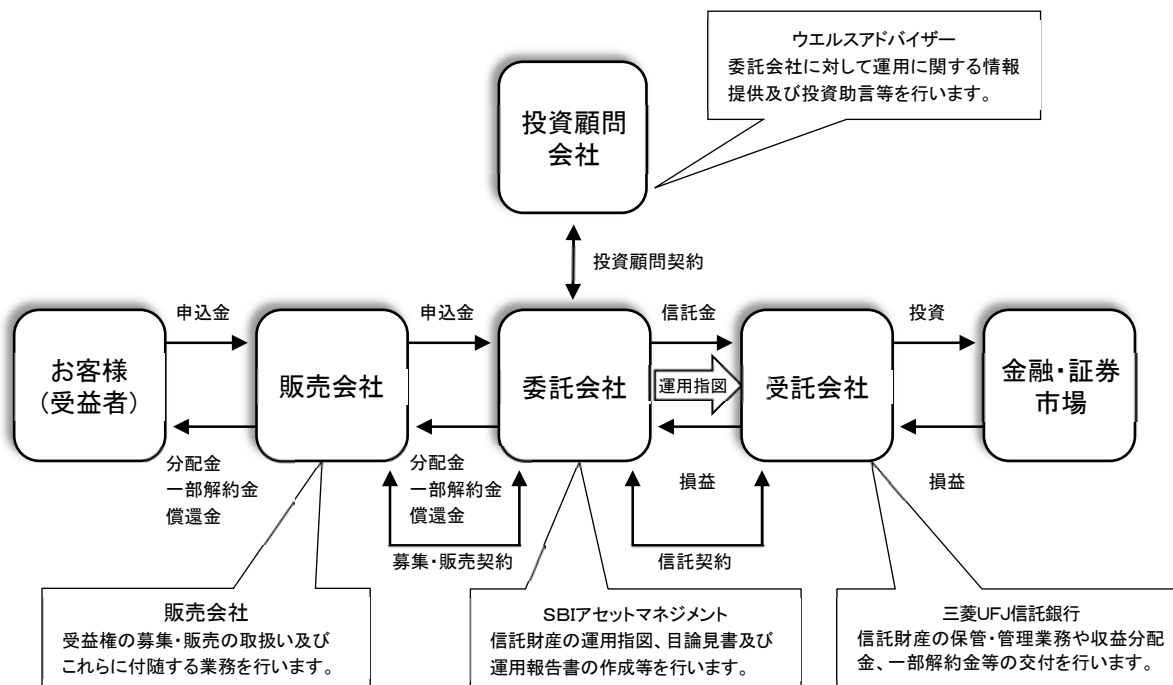 ウエルスアドバイザー
委託会社に対して運用に関する情報
提供及び投資助言等を行います。
投資顧問
会社
投資顧問契約
申込金
申込金
信託金
投資
お客様
（受益者）
販売会社
委託会社
運用指図
受託会社
金融・証券
市場
分配金
一部解約金
償還金
分配金
一部解約金
償還金
損益
損益
募集・販売契約
信託契約
販売会社
受益権の募集・販売の取扱い及び
これらに付随する業務を行います。
SBIアセットマネジメント
信託財産の運用指図、目論見書及び
運用報告書の作成等を行います。
三菱UFJ信託銀行
信託財産の保管・管理業務や収益分配
金、一部解約金等の交付を行います。